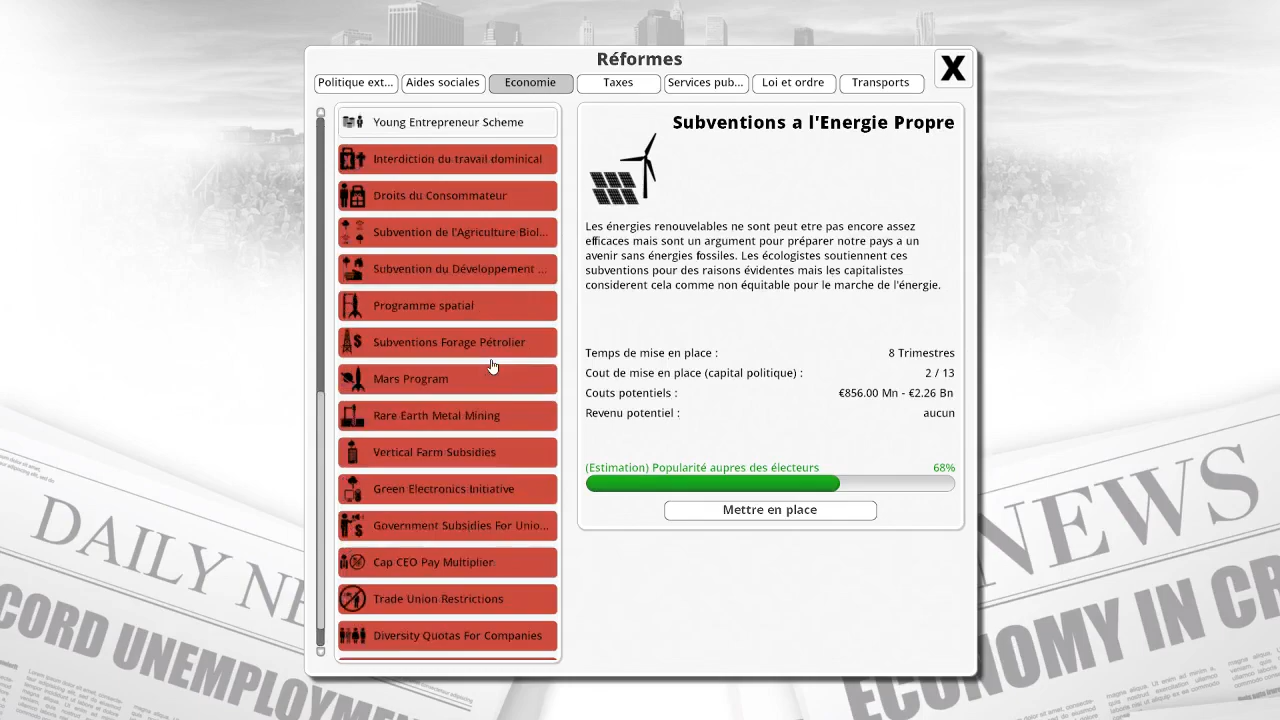 Réformes
X
Politique ext...
Aides sociales
Economie
Taxes
Services pub...
Loi et ordre
Transports
Young Entrepreneur Scheme
Interdiction du travail dominical
Droits du Consommateur
Subvention de l'Agriculture Biol...
Subvention du Développement ...
Programme spatial
Subventions Forage Pétrolier
Mars Program
Rare Earth Metal Mining
Vertical Farm Subsidies
Green Electronics Initiative
Government Subsidies For Unio...
Cap CEO Pay Multiplier
Trade Union Restrictions
Diversity Quotas For Companies
Subventions a l'Energie Propre
Les énergies renouvelables ne sont peut etre pas encore assez
efficaces mais sont un argument pour préparer notre pays a un
avenir sans énergies fossiles. Les écologistes soutiennent ces
subventions pour des raisons évidentes mais les capitalistes
considerent cela comme non équitable pour le marche de l'énergie.
Temps de mise en place : 8 Trimestres
Cout de mise en place (capital politique) : 2 / 13
Couts potentiels : €856.00 Mn - €2.26 Bn
Revenu potentiel : aucun
(Estimation) Popularité aupres des électeurs 68%
Mettre en place
DAILY NE
CORD UNEMPLOYM
NEWS
ECONOMY IN CR